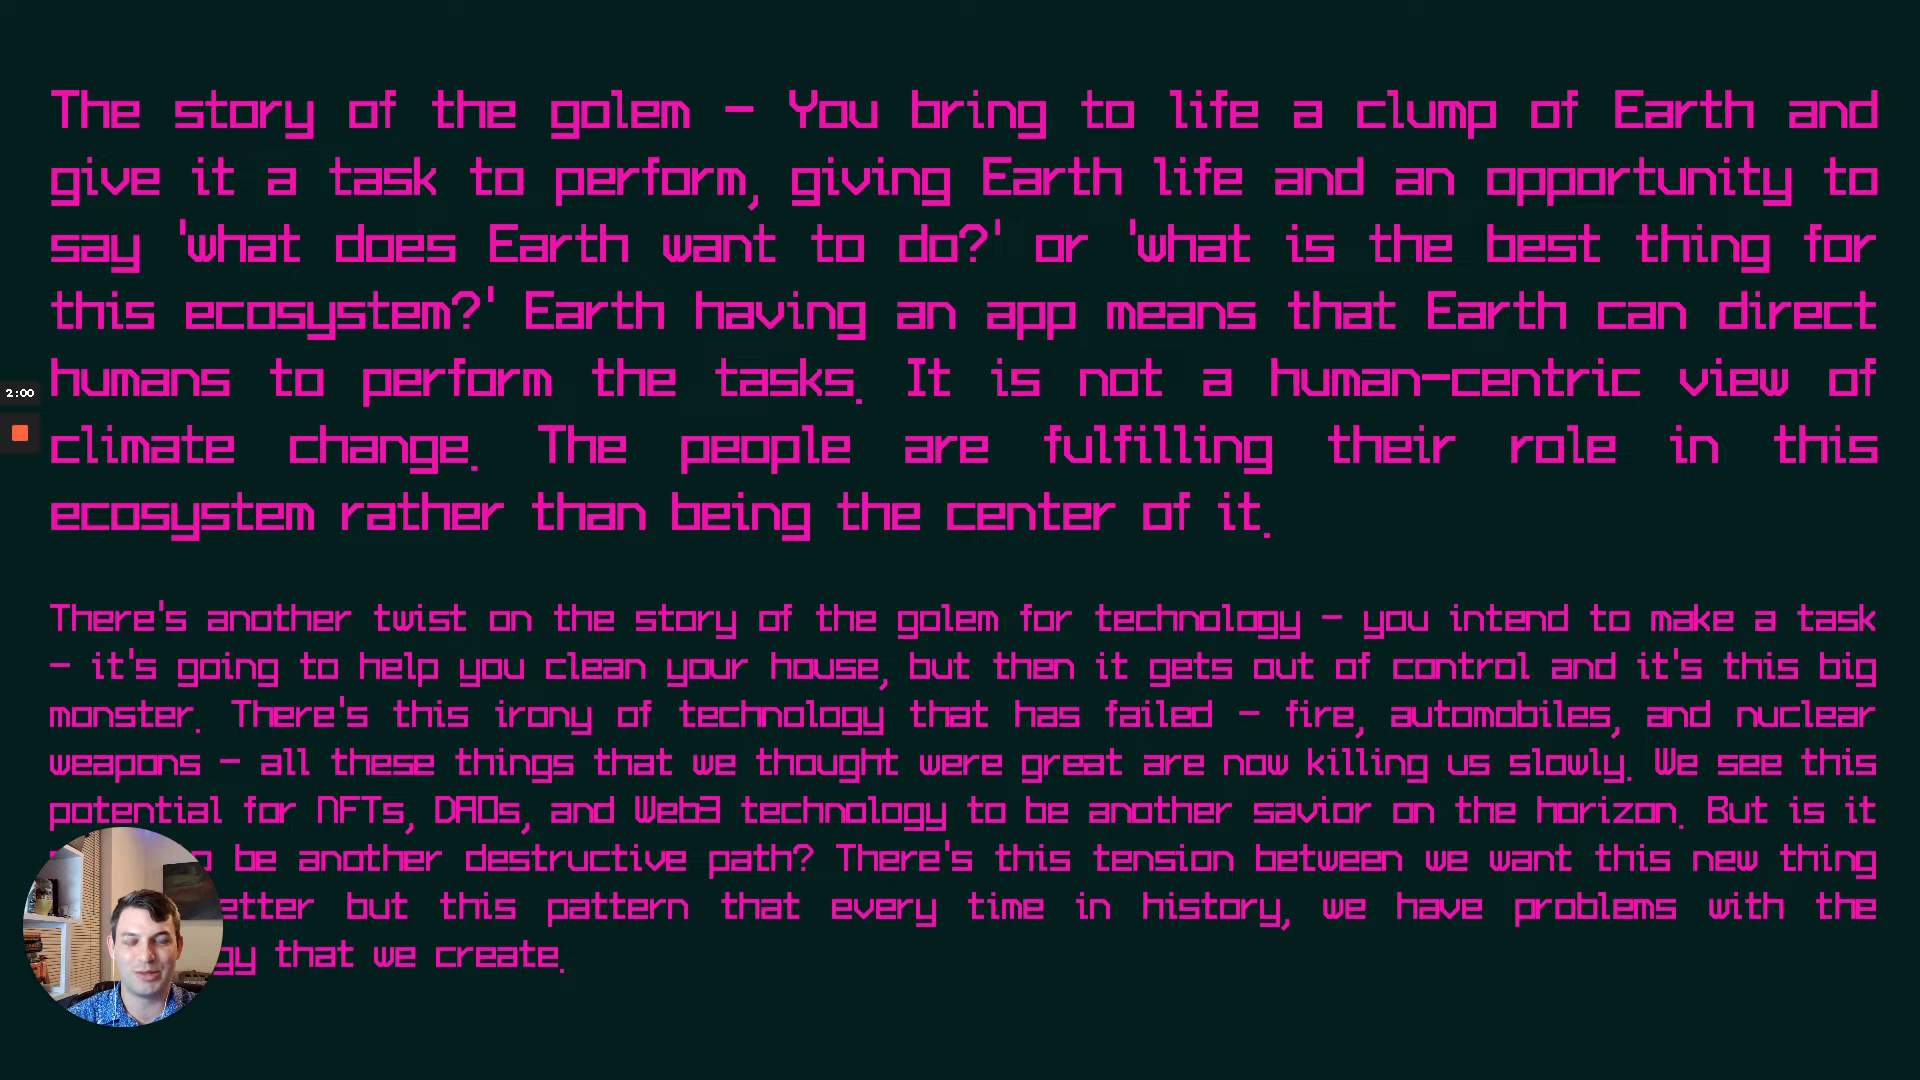 The story of the golem – You bring to life a clump of Earth and
give it a task to perform, giving Earth life and an opportunity to
say 'what does Earth want to do?' or 'what is the best thing for
this ecosystem?' Earth having an app means that Earth can direct
humans to perform the tasks. It is not a human-centric view of
2:00
climate change. The people are fulfilling their role in this
ecosystem rather than being the center of it.
There's another twist on the story of the golem for technology – you intend to make a task
– it's going to help you clean your house, but then it gets out of control and it's this big
monster. There's this irony of technology that has failed – fire, automobiles, and nuclear
weapons – all these things that we thought were great are now killing us slowly. We see this
potential for NFTs, DAOs, and Web3 technology to be another savior on the horizon. But is it
be another destructive path? There's this tension between we want this new thing
but this pattern that every time in history, we have problems with the
that we create.